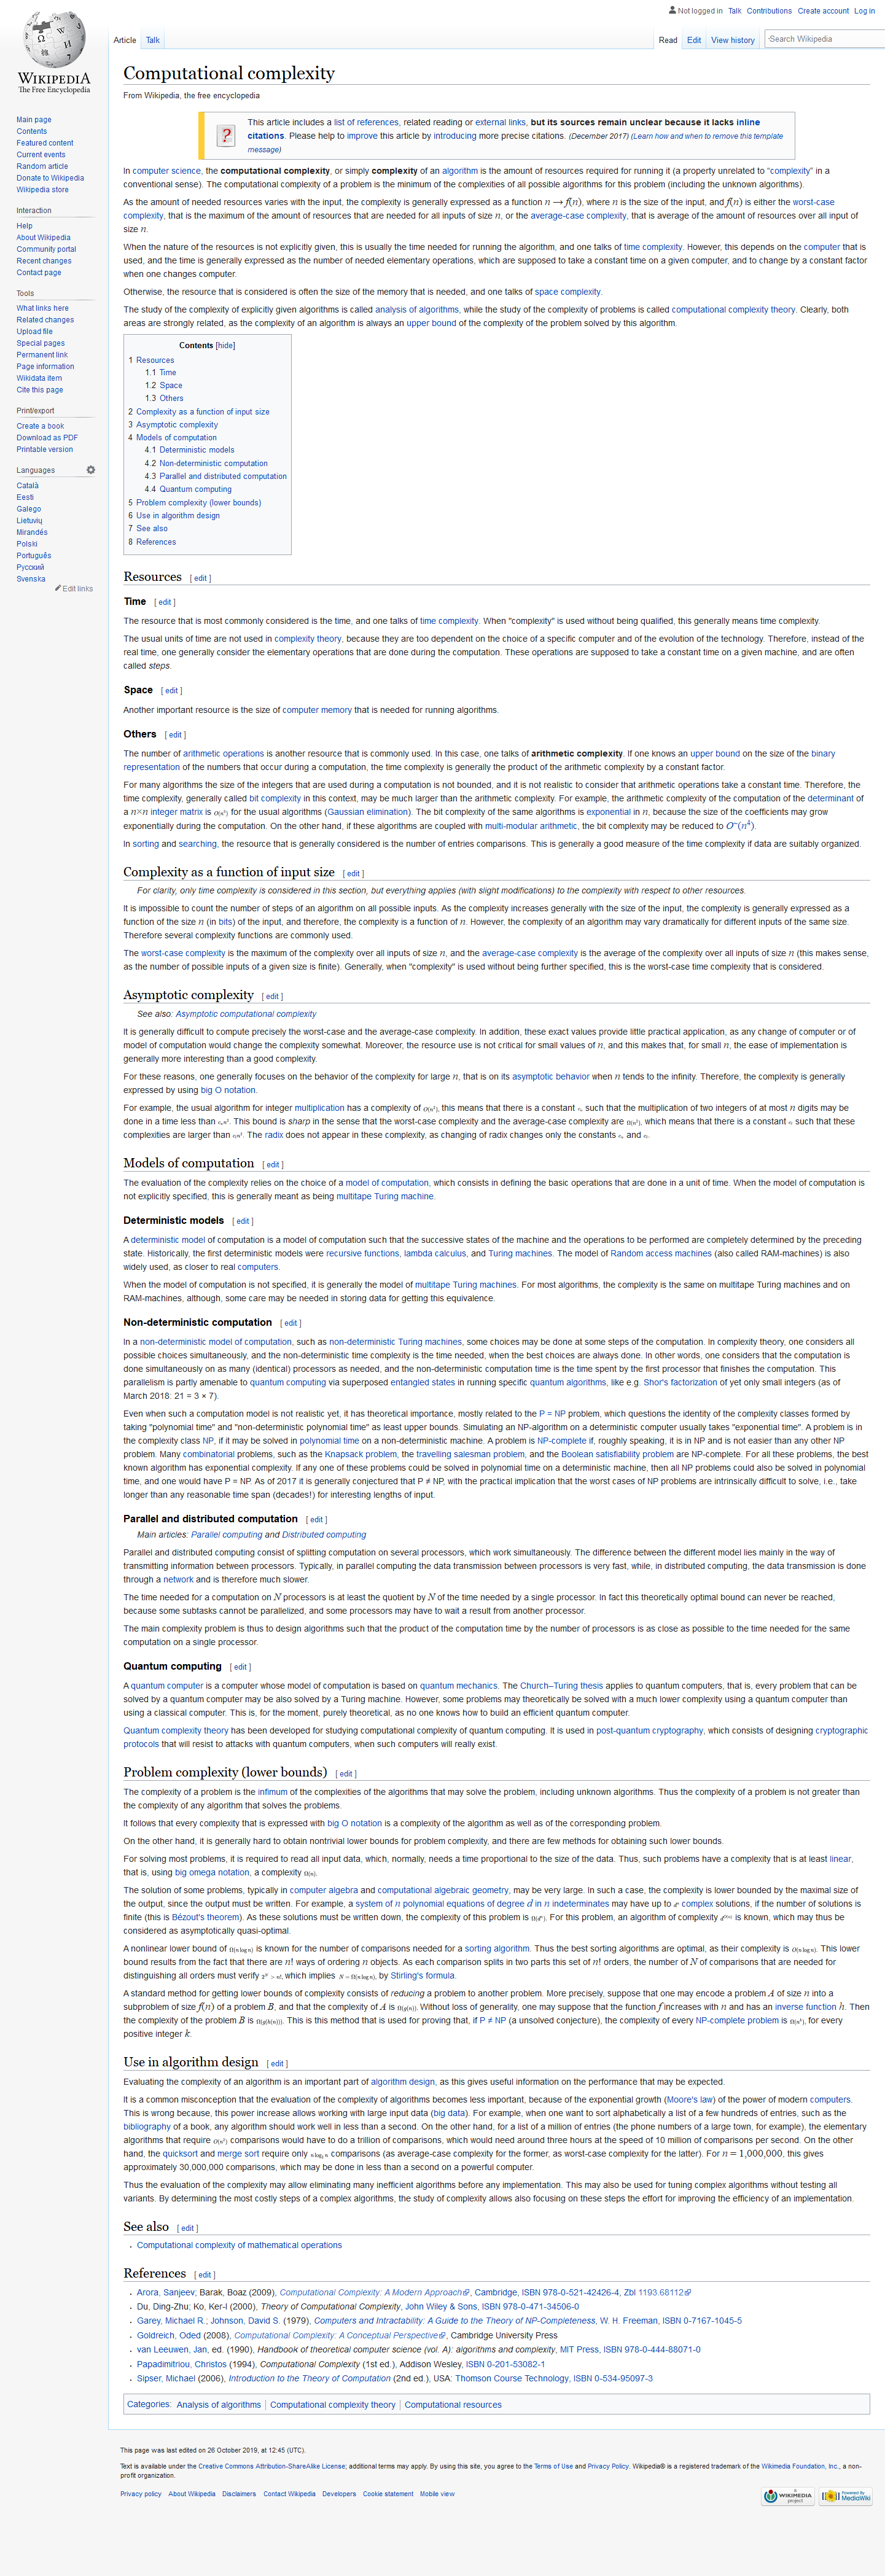 Not logged in Talk Contributions Create account Log in
Article Talk
Read Edit View history
Search Wikipedia
WIKIPEDIA
The Free Encyclopedia
Main page
Contents
Featured content
Current events
Random article
Donate to Wikipedia
Wikipedia store
Interaction
Help
About Wikipedia
Community portal
Recent changes
Contact page
Tools
What links here
Related changes
Upload file
Special pages
Permanent link
Page information
Wikidata item
Cite this page
Print/export
Create a book
Download as PDF
Printable version
Languages
Català
Eesti
Galego
Lietuvių
Mirandés
Polski
Português
Русский
Svenska
Edit links
Computational complexity
From Wikipedia, the free encyclopedia
This article includes a list of references, related reading or external links, but its sources remain unclear because it lacks inline
citations. Please help to improve this article by introducing more precise citations. (December 2017) (Learn how and when to remove this template
message)
In computer science, the computational complexity, or simply complexity of an algorithm is the amount of resources required for running it (a property unrelated to "complexity" in a
conventional sense). The computational complexity of a problem is the minimum of the complexities of all possible algorithms for this problem (including the unknown algorithms).
As the amount of needed resources varies with the input, the complexity is generally expressed as a function n → f(n), where n is the size of the input, and f(n) is either the worst-case
complexity, that is the maximum of the amount of resources that are needed for all inputs of size n, or the average-case complexity, that is average of the amount of resources over all input of
size n.
When the nature of the resources is not explicitly given, this is usually the time needed for running the algorithm, and one talks of time complexity. However, this depends on the computer that is
used, and the time is generally expressed as the number of needed elementary operations, which are supposed to take a constant time on a given computer, and to change by a constant factor
when one changes computer.
Otherwise, the resource that is considered is often the size of the memory that is needed, and one talks of space complexity.
The study of the complexity of explicitly given algorithms is called analysis of algorithms, while the study of the complexity of problems is called computational complexity theory. Clearly, both
areas are strongly related, as the complexity of an algorithm is always an upper bound of the complexity of the problem solved by this algorithm.
Contents [hide]
1 Resources
1.1 Time
1.2 Space
1.3 Others
2 Complexity as a function of input size
3 Asymptotic complexity
4 Models of computation
4.1 Deterministic models
4.2 Non-deterministic computation
4.3 Parallel and distributed computation
4.4 Quantum computing
5 Problem complexity (lower bounds)
6 Use in algorithm design
7 See also
8 References
Resources [ edit ]
Time [ edit ]
The resource that is most commonly considered is the time, and one talks of time complexity. When "complexity" is used without being qualified, this generally means time complexity.
The usual units of time are not used in complexity theory, because they are too dependent on the choice of a specific computer and of the evolution of the technology. Therefore, instead of the
real time, one generally consider the elementary operations that are done during the computation. These operations are supposed to take a constant time on a given machine, and are often
called steps.
Space [ edit ]
Another important resource is the size of computer memory that is needed for running algorithms.
Others [ edit ]
The number of arithmetic operations is another resource that is commonly used. In this case, one talks of arithmetic complexity. If one knows an upper bound on the size of the binary
representation of the numbers that occur during a computation, the time complexity is generally the product of the arithmetic complexity by a constant factor.
For many algorithms the size of the integers that are used during a computation is not bounded, and it is not realistic to consider that arithmetic operations take a constant time. Therefore, the
time complexity, generally called bit complexity in this context, may be much larger than the arithmetic complexity. For example, the arithmetic complexity of the computation of the determinant of
a n×n integer matrix is O(n³) for the usual algorithms (Gaussian elimination). The bit complexity of the same algorithms is exponential in n, because the size of the coefficients may grow
exponentially during the computation. On the other hand, if these algorithms are coupled with multi-modular arithmetic, the bit complexity may be reduced to O~(n⁴).
In sorting and searching, the resource that is generally considered is the number of entries comparisons. This is generally a good measure of the time complexity if data are suitably organized.
Complexity as a function of input size [ edit ]
For clarity, only time complexity is considered in this section, but everything applies (with slight modifications) to the complexity with respect to other resources.
It is impossible to count the number of steps of an algorithm on all possible inputs. As the complexity increases generally with the size of the input, the complexity is generally expressed as a
function of the size n (in bits) of the input, and therefore, the complexity is a function of n. However, the complexity of an algorithm may vary dramatically for different inputs of the same size.
Therefore several complexity functions are commonly used.
The worst-case complexity is the maximum of the complexity over all inputs of size n, and the average-case complexity is the average of the complexity over all inputs of size n (this makes sense,
as the number of possible inputs of a given size is finite). Generally, when "complexity" is used without being further specified, this is the worst-case time complexity that is considered.
Asymptotic complexity [ edit ]
See also: Asymptotic computational complexity
It is generally difficult to compute precisely the worst-case and the average-case complexity. In addition, these exact values provide little practical application, as any change of computer or of
model of computation would change the complexity somewhat. Moreover, the resource use is not critical for small values of n, and this makes that, for small n, the ease of implementation is
generally more interesting than a good complexity.
For these reasons, one generally focuses on the behavior of the complexity for large n, that is on its asymptotic behavior when n tends to the infinity. Therefore, the complexity is generally
expressed by using big O notation.
For example, the usual algorithm for integer multiplication has a complexity of O(n²), this means that there is a constant cᵤ such that the multiplication of two integers of at most n digits may be
done in a time less than cᵤn². This bound is sharp in the sense that the worst-case complexity and the average-case complexity are Ω(n²), which means that there is a constant cₗ such that these
complexities are larger than cₗn². The radix does not appear in these complexity, as changing of radix changes only the constants cᵤ and cₗ.
Models of computation [ edit ]
The evaluation of the complexity relies on the choice of a model of computation, which consists in defining the basic operations that are done in a unit of time. When the model of computation is
not explicitly specified, this is generally meant as being multitape Turing machine.
Deterministic models [ edit ]
A deterministic model of computation is a model of computation such that the successive states of the machine and the operations to be performed are completely determined by the preceding
state. Historically, the first deterministic models were recursive functions, lambda calculus, and Turing machines. The model of Random access machines (also called RAM-machines) is also
widely used, as closer to real computers.
When the model of computation is not specified, it is generally the model of multitape Turing machines. For most algorithms, the complexity is the same on multitape Turing machines and on
RAM-machines, although, some care may be needed in storing data for getting this equivalence.
Non-deterministic computation [ edit ]
In a non-deterministic model of computation, such as non-deterministic Turing machines, some choices may be done at some steps of the computation. In complexity theory, one considers all
possible choices simultaneously, and the non-deterministic time complexity is the time needed, when the best choices are always done. In other words, one considers that the computation is
done simultaneously on as many (identical) processors as needed, and the non-deterministic computation time is the time spent by the first processor that finishes the computation. This
parallelism is partly amenable to quantum computing via superposed entangled states in running specific quantum algorithms, like e.g. Shor's factorization of yet only small integers (as of
March 2018: 21 = 3 × 7).
Even when such a computation model is not realistic yet, it has theoretical importance, mostly related to the P = NP problem, which questions the identity of the complexity classes formed by
taking "polynomial time" and "non-deterministic polynomial time" as least upper bounds. Simulating an NP-algorithm on a deterministic computer usually takes "exponential time". A problem is in
the complexity class NP, if it may be solved in polynomial time on a non-deterministic machine. A problem is NP-complete if, roughly speaking, it is in NP and is not easier than any other NP
problem. Many combinatorial problems, such as the Knapsack problem, the travelling salesman problem, and the Boolean satisfiability problem are NP-complete. For all these problems, the best
known algorithm has exponential complexity. If any one of these problems could be solved in polynomial time on a deterministic machine, then all NP problems could also be solved in polynomial
time, and one would have P = NP. As of 2017 it is generally conjectured that P ≠ NP, with the practical implication that the worst cases of NP problems are intrinsically difficult to solve, i.e., take
longer than any reasonable time span (decades!) for interesting lengths of input.
Parallel and distributed computation [ edit ]
Main articles: Parallel computing and Distributed computing
Parallel and distributed computing consist of splitting computation on several processors, which work simultaneously. The difference between the different model lies mainly in the way of
transmitting information between processors. Typically, in parallel computing the data transmission between processors is very fast, while, in distributed computing, the data transmission is done
through a network and is therefore much slower.
The time needed for a computation on N processors is at least the quotient by N of the time needed by a single processor. In fact this theoretically optimal bound can never be reached,
because some subtasks cannot be parallelized, and some processors may have to wait a result from another processor.
The main complexity problem is thus to design algorithms such that the product of the computation time by the number of processors is as close as possible to the time needed for the same
computation on a single processor.
Quantum computing [ edit ]
A quantum computer is a computer whose model of computation is based on quantum mechanics. The Church–Turing thesis applies to quantum computers, that is, every problem that can be
solved by a quantum computer may be also solved by a Turing machine. However, some problems may theoretically be solved with a much lower complexity using a quantum computer than
using a classical computer. This is, for the moment, purely theoretical, as no one knows how to build an efficient quantum computer.
Quantum complexity theory has been developed for studying computational complexity of quantum computing. It is used in post-quantum cryptography, which consists of designing cryptographic
protocols that will resist to attacks with quantum computers, when such computers will really exist.
Problem complexity (lower bounds) [ edit ]
The complexity of a problem is the infimum of the complexities of the algorithms that may solve the problem, including unknown algorithms. Thus the complexity of a problem is not greater than
the complexity of any algorithm that solves the problems.
It follows that every complexity that is expressed with big O notation is a complexity of the algorithm as well as of the corresponding problem.
On the other hand, it is generally hard to obtain nontrivial lower bounds for problem complexity, and there are few methods for obtaining such lower bounds.
For solving most problems, it is required to read all input data, which, normally, needs a time proportional to the size of the data. Thus, such problems have a complexity that is at least linear,
that is, using big omega notation, a complexity Ω(n).
The solution of some problems, typically in computer algebra and computational algebraic geometry, may be very large. In such a case, the complexity is lower bounded by the maximal size of
the output, since the output must be written. For example, a system of n polynomial equations of degree d in n indeterminates may have up to dⁿ complex solutions, if the number of solutions is
finite (this is Bézout's theorem). As these solutions must be written down, the complexity of this problem is Ω(dⁿ). For this problem, an algorithm of complexity d^O(n) is known, which may thus be
considered as asymptotically quasi-optimal.
A nonlinear lower bound of Ω(n log n) is known for the number of comparisons needed for a sorting algorithm. Thus the best sorting algorithms are optimal, as their complexity is O(n log n). This lower
bound results from the fact that there are n! ways of ordering n objects. As each comparison splits in two parts this set of n! orders, the number of N of comparisons that are needed for
distinguishing all orders must verify 2ᴺ > n!, which implies N = Ω(n log n), by Stirling's formula.
A standard method for getting lower bounds of complexity consists of reducing a problem to another problem. More precisely, suppose that one may encode a problem A of size n into a
subproblem of size f(n) of a problem B, and that the complexity of A is Ω(g(n)). Without loss of generality, one may suppose that the function f increases with n and has an inverse function h. Then
the complexity of the problem B is Ω(g(h(n))). This is this method that is used for proving that, if P ≠ NP (a unsolved conjecture), the complexity of every NP-complete problem is Ω(nᵏ), for every
positive integer k.
Use in algorithm design [ edit ]
Evaluating the complexity of an algorithm is an important part of algorithm design, as this gives useful information on the performance that may be expected.
It is a common misconception that the evaluation of the complexity of algorithms becomes less important, because of the exponential growth (Moore's law) of the power of modern computers.
This is wrong because, this power increase allows working with large input data (big data). For example, when one want to sort alphabetically a list of a few hundreds of entries, such as the
bibliography of a book, any algorithm should work well in less than a second. On the other hand, for a list of a million of entries (the phone numbers of a large town, for example), the elementary
algorithms that require O(n²) comparisons would have to do a trillion of comparisons, which would need around three hours at the speed of 10 million of comparisons per second. On the other
hand, the quicksort and merge sort require only n log₂ n comparisons (as average-case complexity for the former, as worst-case complexity for the latter). For n = 1,000,000, this gives
approximately 30,000,000 comparisons, which may be done in less than a second on a powerful computer.
Thus the evaluation of the complexity may allow eliminating many inefficient algorithms before any implementation. This may also be used for tuning complex algorithms without testing all
variants. By determining the most costly steps of a complex algorithms, the study of complexity allows also focusing on these steps the effort for improving the efficiency of an implementation.
See also [ edit ]
Computational complexity of mathematical operations
References [ edit ]
Arora, Sanjeev; Barak, Boaz (2009), Computational Complexity: A Modern Approach, Cambridge, ISBN 978-0-521-42426-4, Zbl 1193.68112
Du, Ding-Zhu; Ko, Ker-I (2000), Theory of Computational Complexity, John Wiley & Sons, ISBN 978-0-471-34506-0
Garey, Michael R.; Johnson, David S. (1979), Computers and Intractability: A Guide to the Theory of NP-Completeness, W. H. Freeman, ISBN 0-7167-1045-5
Goldreich, Oded (2008), Computational Complexity: A Conceptual Perspective, Cambridge University Press
van Leeuwen, Jan, ed. (1990), Handbook of theoretical computer science (vol. A): algorithms and complexity, MIT Press, ISBN 978-0-444-88071-0
Papadimitriou, Christos (1994), Computational Complexity (1st ed.), Addison Wesley, ISBN 0-201-53082-1
Sipser, Michael (2006), Introduction to the Theory of Computation (2nd ed.), USA: Thomson Course Technology, ISBN 0-534-95097-3
Categories: Analysis of algorithms Computational complexity theory Computational resources
This page was last edited on 26 October 2019, at 12:45 (UTC).
Text is available under the Creative Commons Attribution-ShareAlike License; additional terms may apply. By using this site, you agree to the Terms of Use and Privacy Policy. Wikipedia® is a registered trademark of the Wikimedia Foundation, Inc., a non-
profit organization.
Privacy policy About Wikipedia Disclaimers Contact Wikipedia Developers Cookie statement Mobile view
A WIKIMEDIA project
Powered By MediaWiki